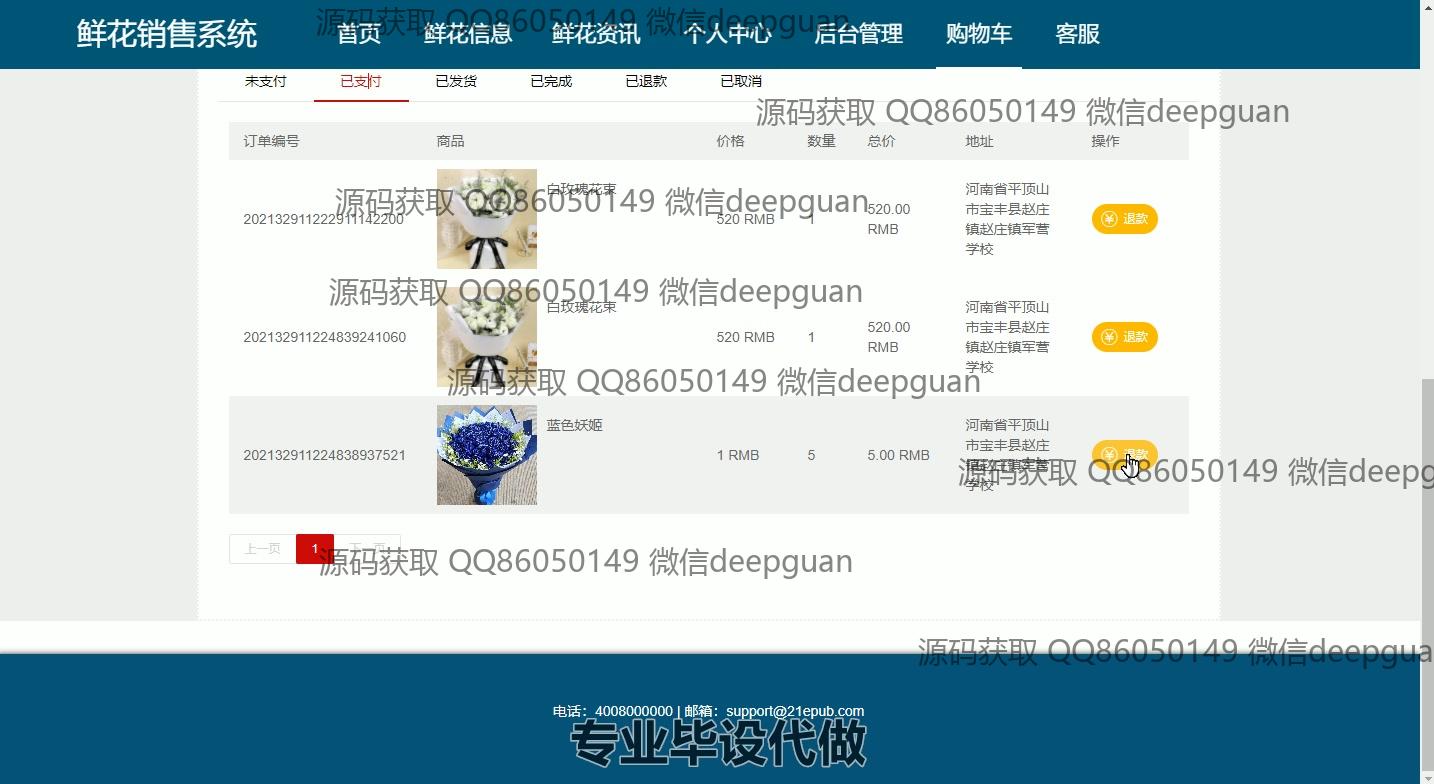 鲜花销售系统 首页 鲜花信息 鲜花资讯 个人中心 后台管理 购物车 客服
源码获取 QQ86050149 微信deepguan
未支付 已支付 已发货 已完成 已退款 已取消
源码获取 QQ86050149 微信deepguan
订单编号 商品 价格 数量 总价 地址 操作
白玫瑰花束
源码获取 QQ86050149 微信deepguan
202132911222911142200 520 RMB 1 520.00 RMB 河南省平顶山市宝丰县赵庄镇赵庄镇军营学校 退款
源码获取 QQ86050149 微信deepguan
白玫瑰花束
202132911224839241060 520 RMB 1 520.00 RMB 河南省平顶山市宝丰县赵庄镇赵庄镇军营学校 退款
源码获取 QQ86050149 微信deepguan
蓝色妖姬
202132911224838937521 1 RMB 5 5.00 RMB 河南省平顶山市宝丰县赵庄镇赵庄镇军营学校 退款
源码获取 QQ86050149 微信deepg
上一页 1 下一页
源码获取 QQ86050149 微信deepguan
源码获取 QQ86050149 微信deepgua
电话：4008000000 | 邮箱：support@21epub.com
专业毕设代做